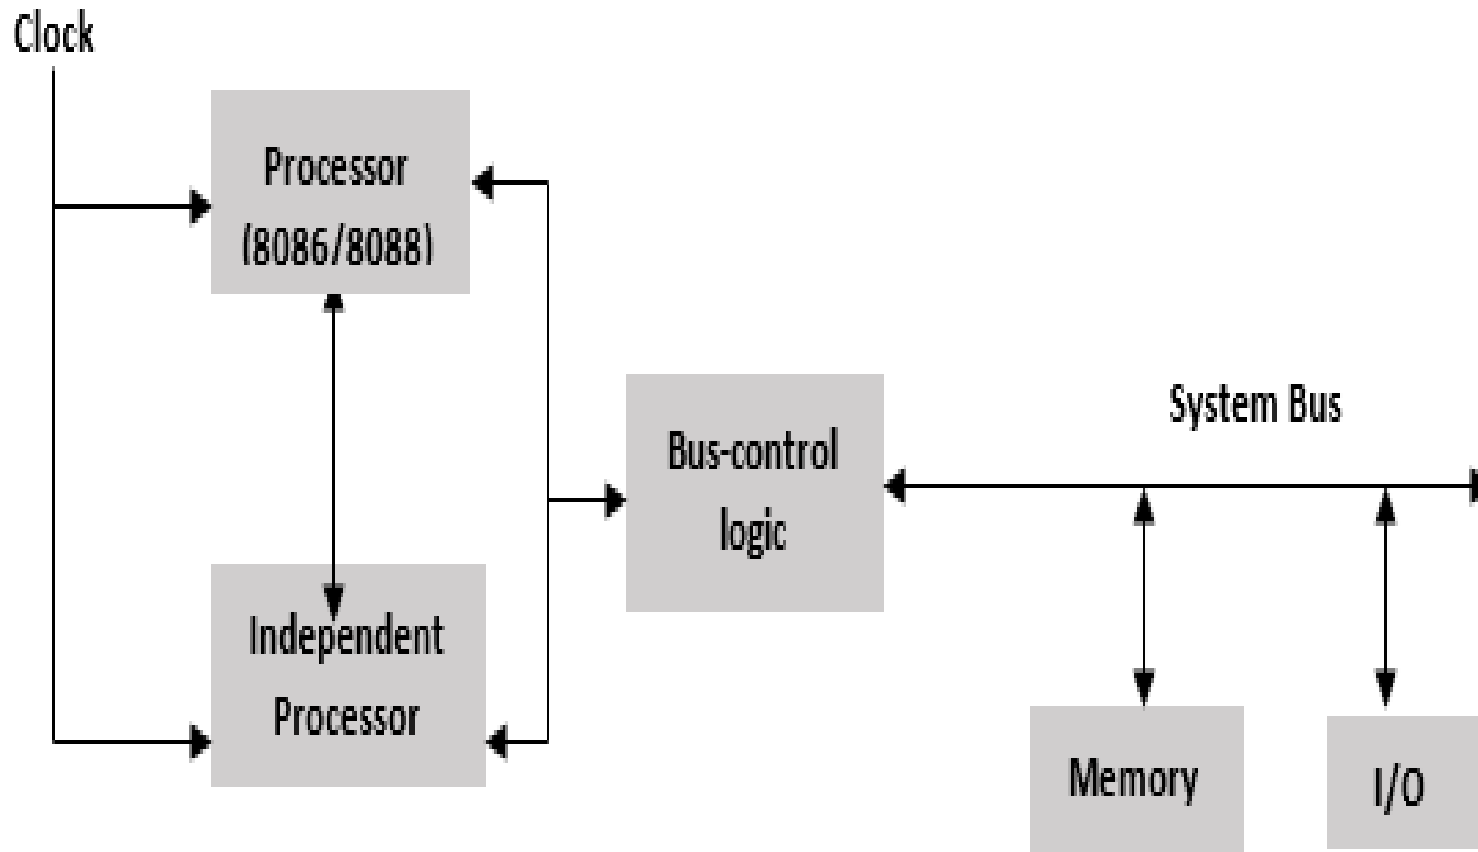 Clock
Processor
(8086/8088)
Bus-control
logic
System Bus
Independent
Processor
Memory
I/O